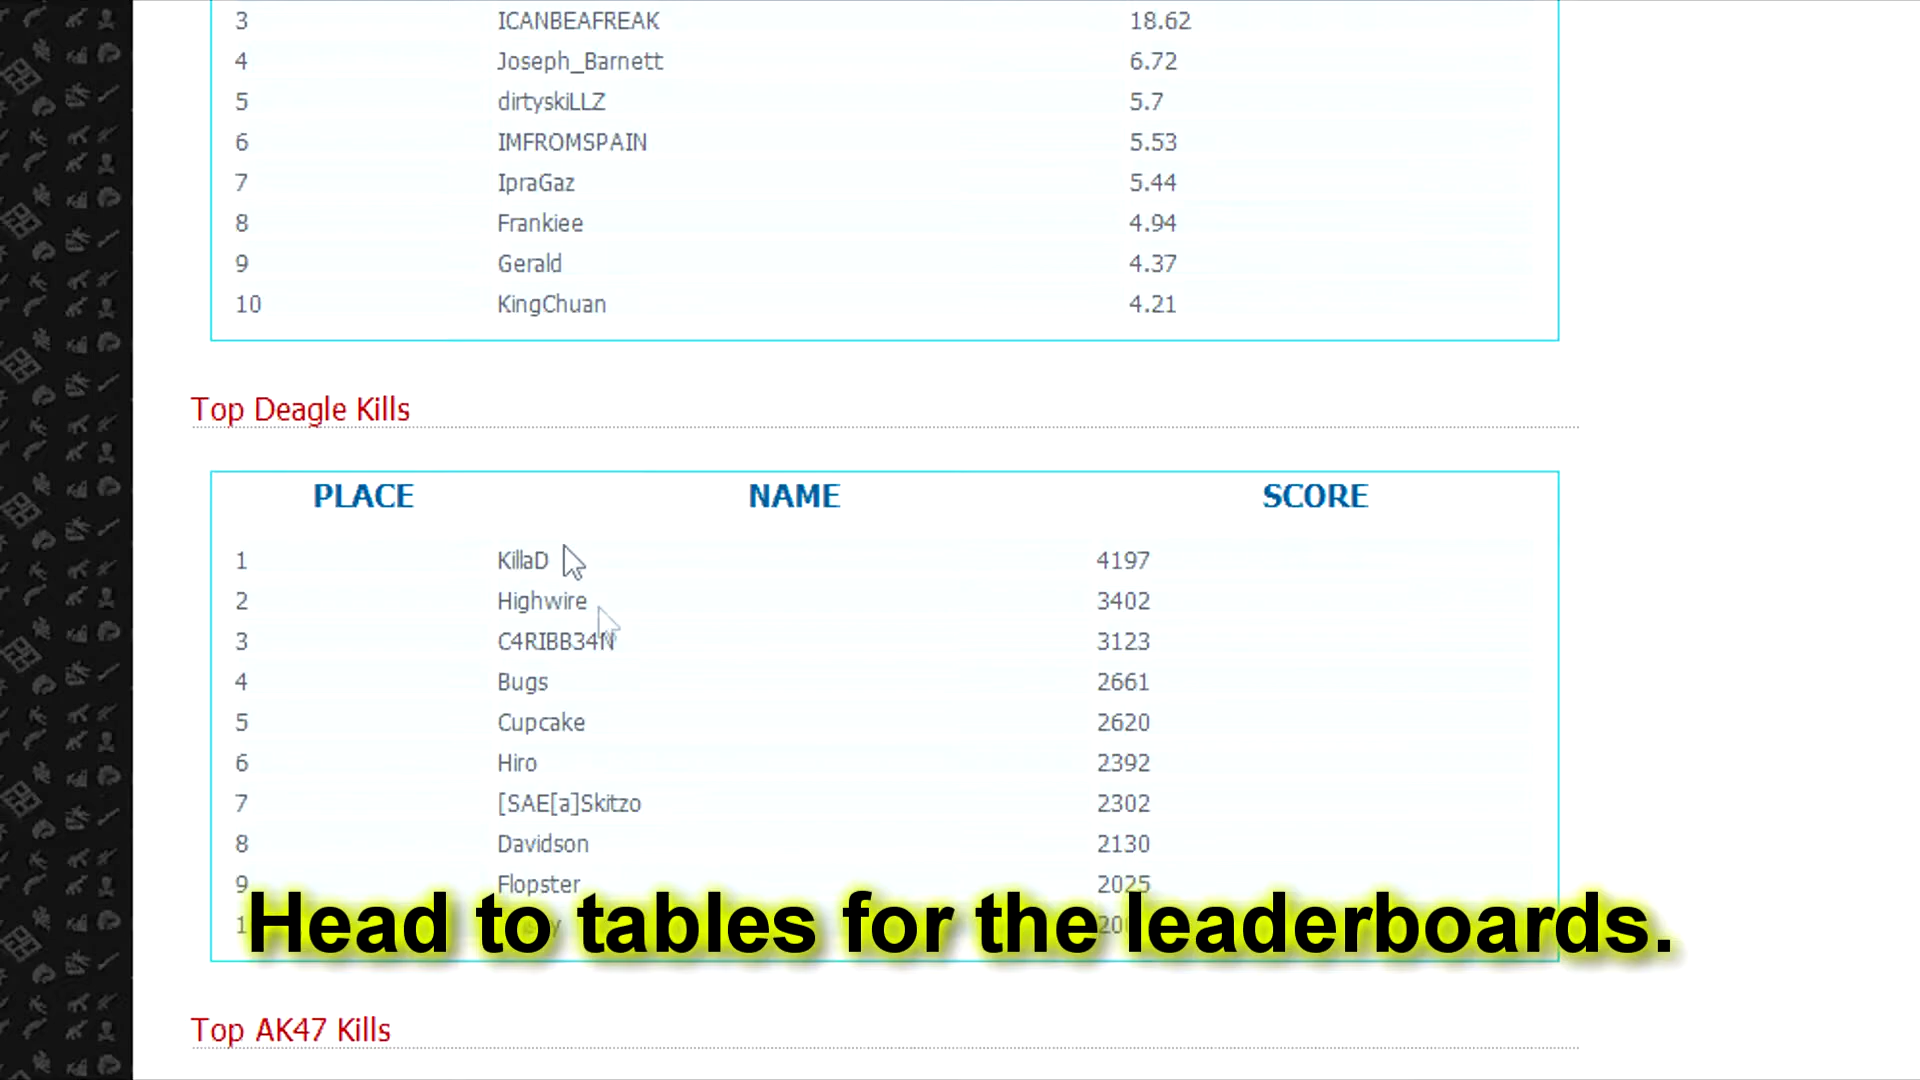 3 ICANBEAFREAK 18.62
4 Joseph_Barnett 6.72
5 dirtyskiLLZ 5.7
6 IMFROMSPAIN 5.53
7 IpraGaz 5.44
8 Frankiee 4.94
9 Gerald 4.37
10 KingChuan 4.21
Top Deagle Kills
PLACE NAME SCORE
1 KillaD 4197
2 Highwire 3402
3 C4RIBB34N 3123
4 Bugs 2661
5 Cupcake 2620
6 Hiro 2392
7 [SAE[a]Skitzo 2302
8 Davidson 2130
9 Flopster 2025
Head to tables for the leaderboards.
Top AK47 Kills